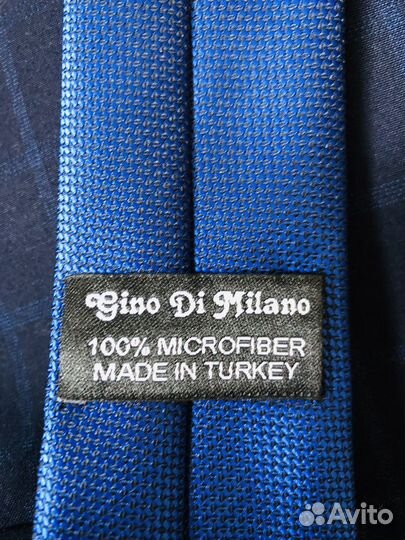 Gino Di Milano
100% MICROFIBER
MADE IN TURKEY
Avito